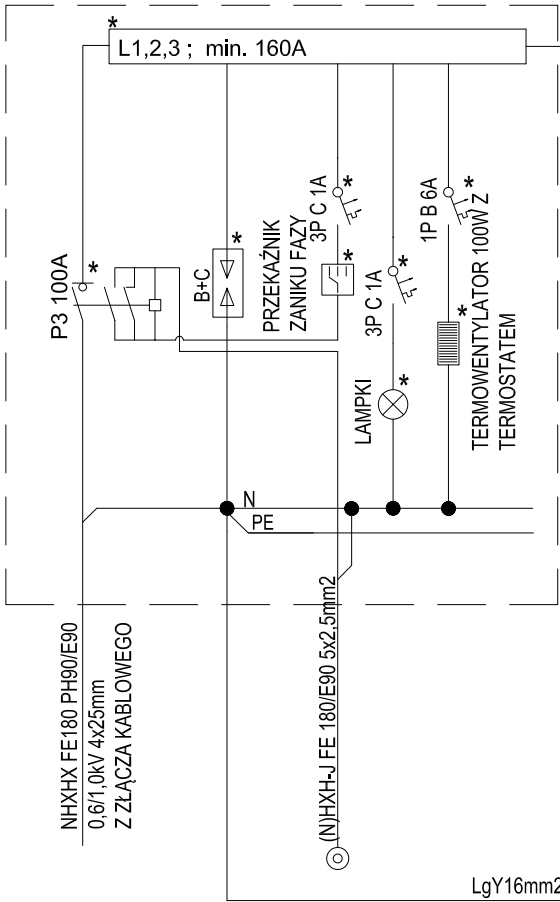 *
L1,2,3 ; min. 160A
P3 100A
*
B+C
*
PRZEKAŹNIK
ZANIKU FAZY
3P C 1A
*
3P C 1A
*
1P B 6A
*
LAMPKI
*
TERMOWENTYLATOR 100W Z
TERMOSTATEM
*
N
PE
NHXHX FE180 PH90/E90
0,6/1,0kV 4x25mm
Z ZŁĄCZA KABLOWEGO
(N)HXH-J FE 180/E90 5x2,5mm2
LgY16mm2